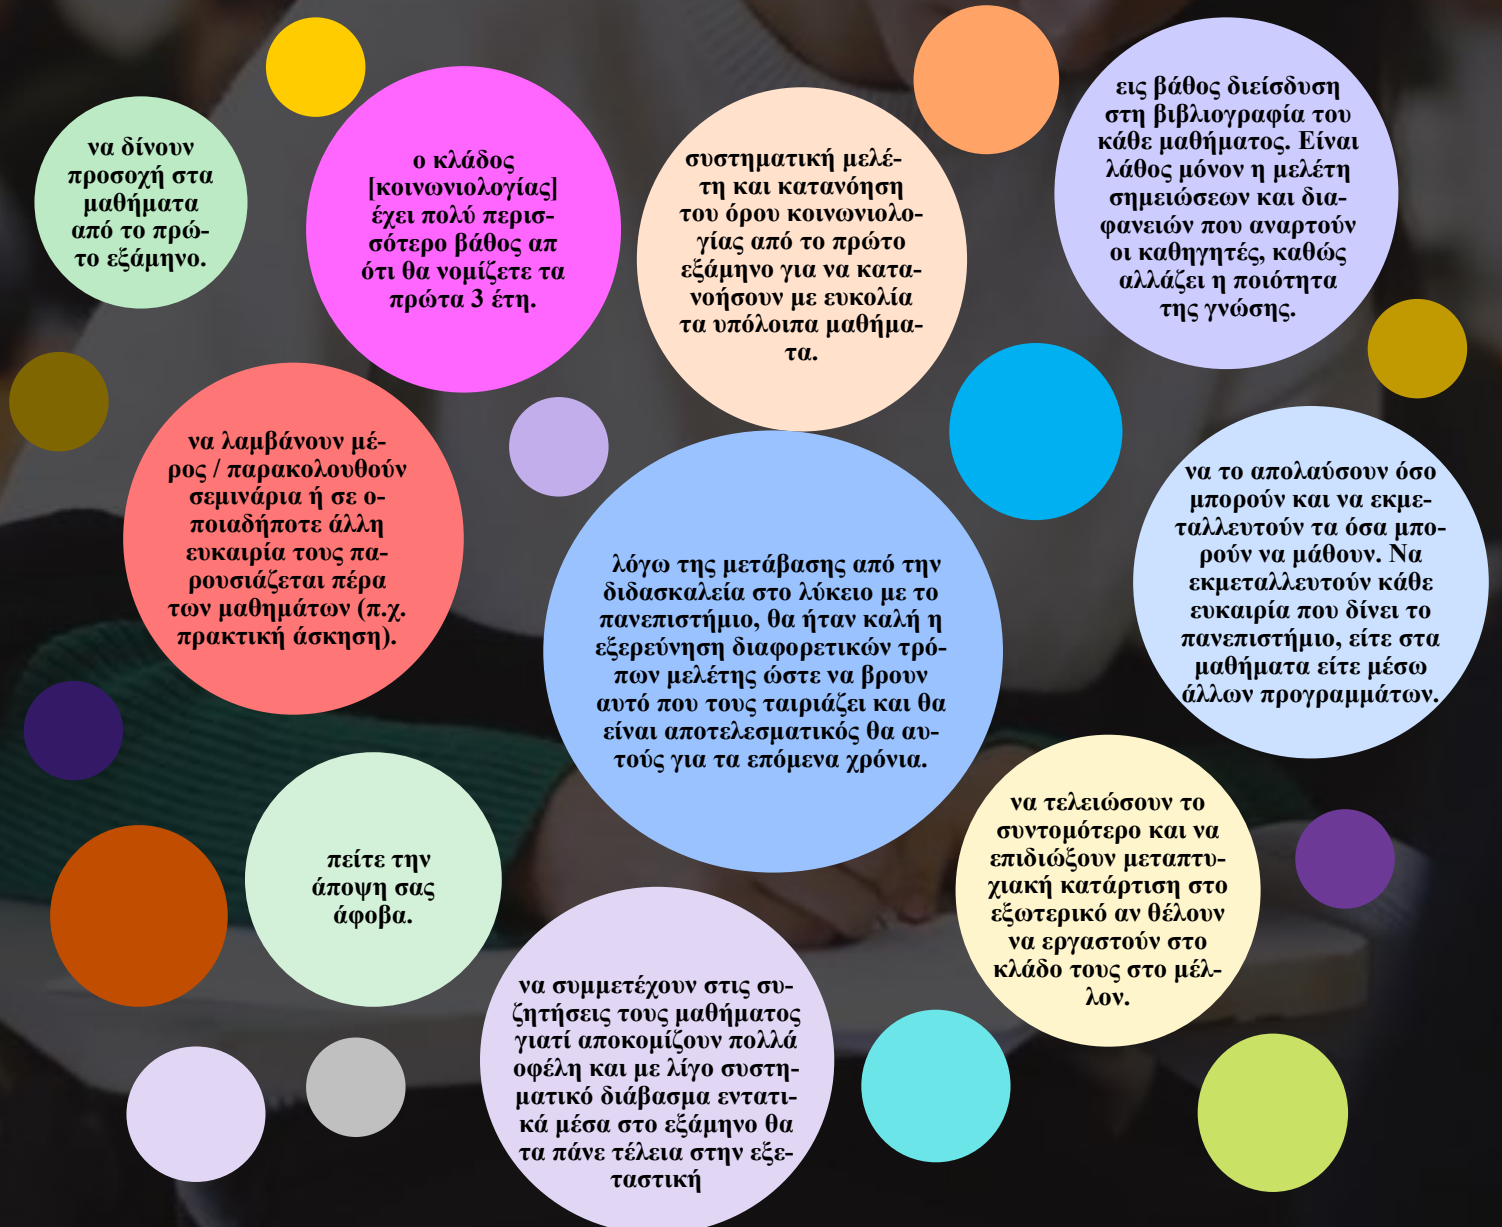 να δίνουν
προσοχή στα
μαθήματα
από το πρώ-
το εξάμηνο.
ο κλάδος
[κοινωνιολογίας]
έχει πολύ περισ-
σότερο βάθος απ
ότι θα νομίζετε τα
πρώτα 3 έτη.
συστηματική μελέ-
τη και κατανόηση
του όρου κοινωνιολο-
γίας από το πρώτο
εξάμηνο για να κατα-
νοήσουν με ευκολία
τα υπόλοιπα μαθήμα-
τα.
εις βάθος διείσδυση
στη βιβλιογραφία του
κάθε μαθήματος. Είναι
λάθος μόνον η μελέτη
σημειώσεων και δια-
φανειών που αναρτούν
οι καθηγητές, καθώς
αλλάζει η ποιότητα
της γνώσης.
να λαμβάνουν μέ-
ρος / παρακολουθούν
σεμινάρια ή σε ο-
ποιαδήποτε άλλη
ευκαιρία τους πα-
ρουσιάζεται πέρα
των μαθημάτων (π.χ.
πρακτική άσκηση).
λόγω της μετάβασης από την
διδασκαλεία στο λύκειο με το
πανεπιστήμιο, θα ήταν καλή η
εξερεύνηση διαφορετικών τρό-
πων μελέτης ώστε να βρουν
αυτό που τους ταιριάζει και θα
είναι αποτελεσματικός θα αυ-
τούς για τα επόμενα χρόνια.
να το απολαύσουν όσο
μπορούν και να εκμε-
ταλλευτούν τα όσα μπο-
ρούν να μάθουν. Να
εκμεταλλευτούν κάθε
ευκαιρία που δίνει το
πανεπιστήμιο, είτε στα
μαθήματα είτε μέσω
άλλων προγραμμάτων.
πείτε την
άποψη σας
άφοβα.
να συμμετέχουν στις συ-
ζητήσεις τους μαθήματος
γιατί αποκομίζουν πολλά
οφέλη και με λίγο συστη-
ματικό διάβασμα εντατι-
κά μέσα στο εξάμηνο θα
τα πάνε τέλεια στην εξε-
ταστική
να τελειώσουν το
συντομότερο και να
επιδιώξουν μεταπτυ-
χιακή κατάρτιση στο
εξωτερικό αν θέλουν
να εργαστούν στο
κλάδο τους στο μέλ-
λον.